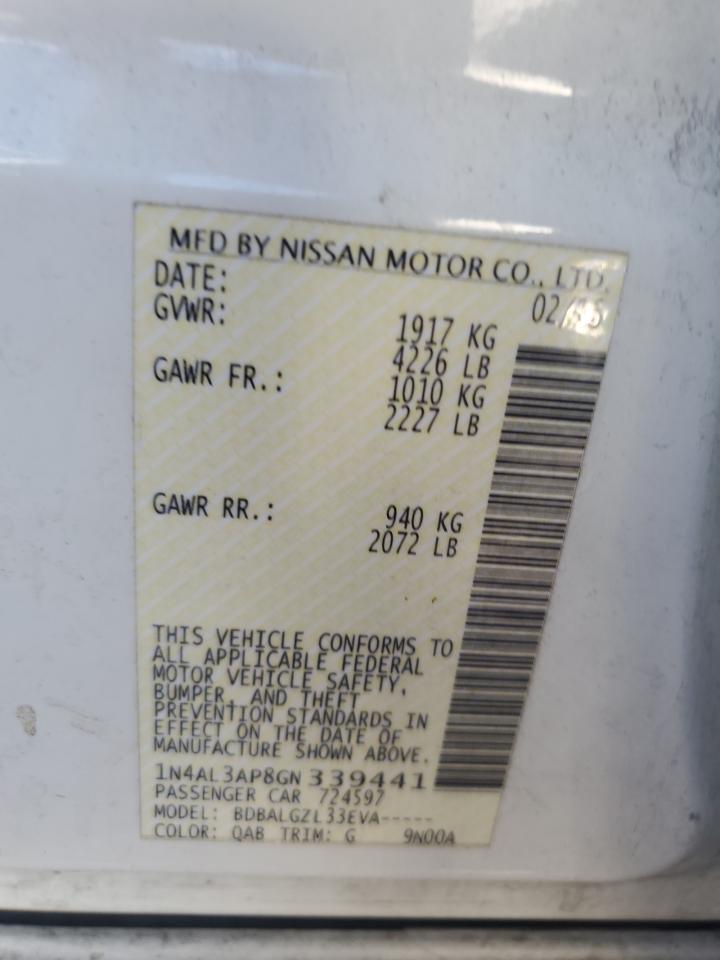 MFD BY NISSAN MOTOR CO., LTD.
DATE: 02/16
GVWR: 1917 KG
4226 LB
GAWR FR.: 1010 KG
2227 LB
GAWR RR.: 940 KG
2072 LB
THIS VEHICLE CONFORMS TO
ALL APPLICABLE FEDERAL
MOTOR VEHICLE SAFETY,
BUMPER, AND THEFT
PREVENTION STANDARDS IN
EFFECT ON THE DATE OF
MANUFACTURE SHOWN ABOVE.
1N4AL3AP8GN 339441
PASSENGER CAR 724597
MODEL: BDBALGZL33EVA-----
COLOR: QAB TRIM: G 9N00A